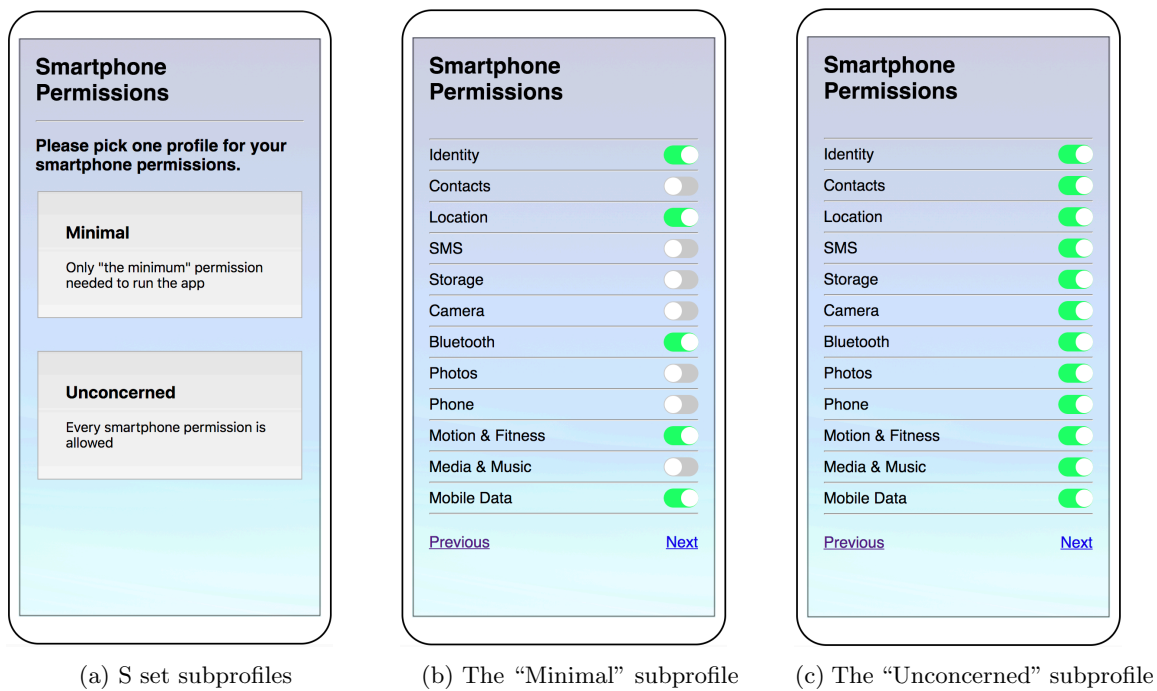 Smartphone
Permissions
Please pick one profile for your
smartphone permissions.
Minimal
Only "the minimum" permission
needed to run the app
Unconcerned
Every smartphone permission is
allowed
(a) S set subprofiles
Smartphone
Permissions
Identity
Contacts
Location
SMS
Storage
Camera
Bluetooth
Photos
Phone
Motion & Fitness
Media & Music
Mobile Data
Previous Next
(b) The “Minimal” subprofile
Smartphone
Permissions
Identity
Contacts
Location
SMS
Storage
Camera
Bluetooth
Photos
Phone
Motion & Fitness
Media & Music
Mobile Data
Previous Next
(c) The “Unconcerned” subprofile